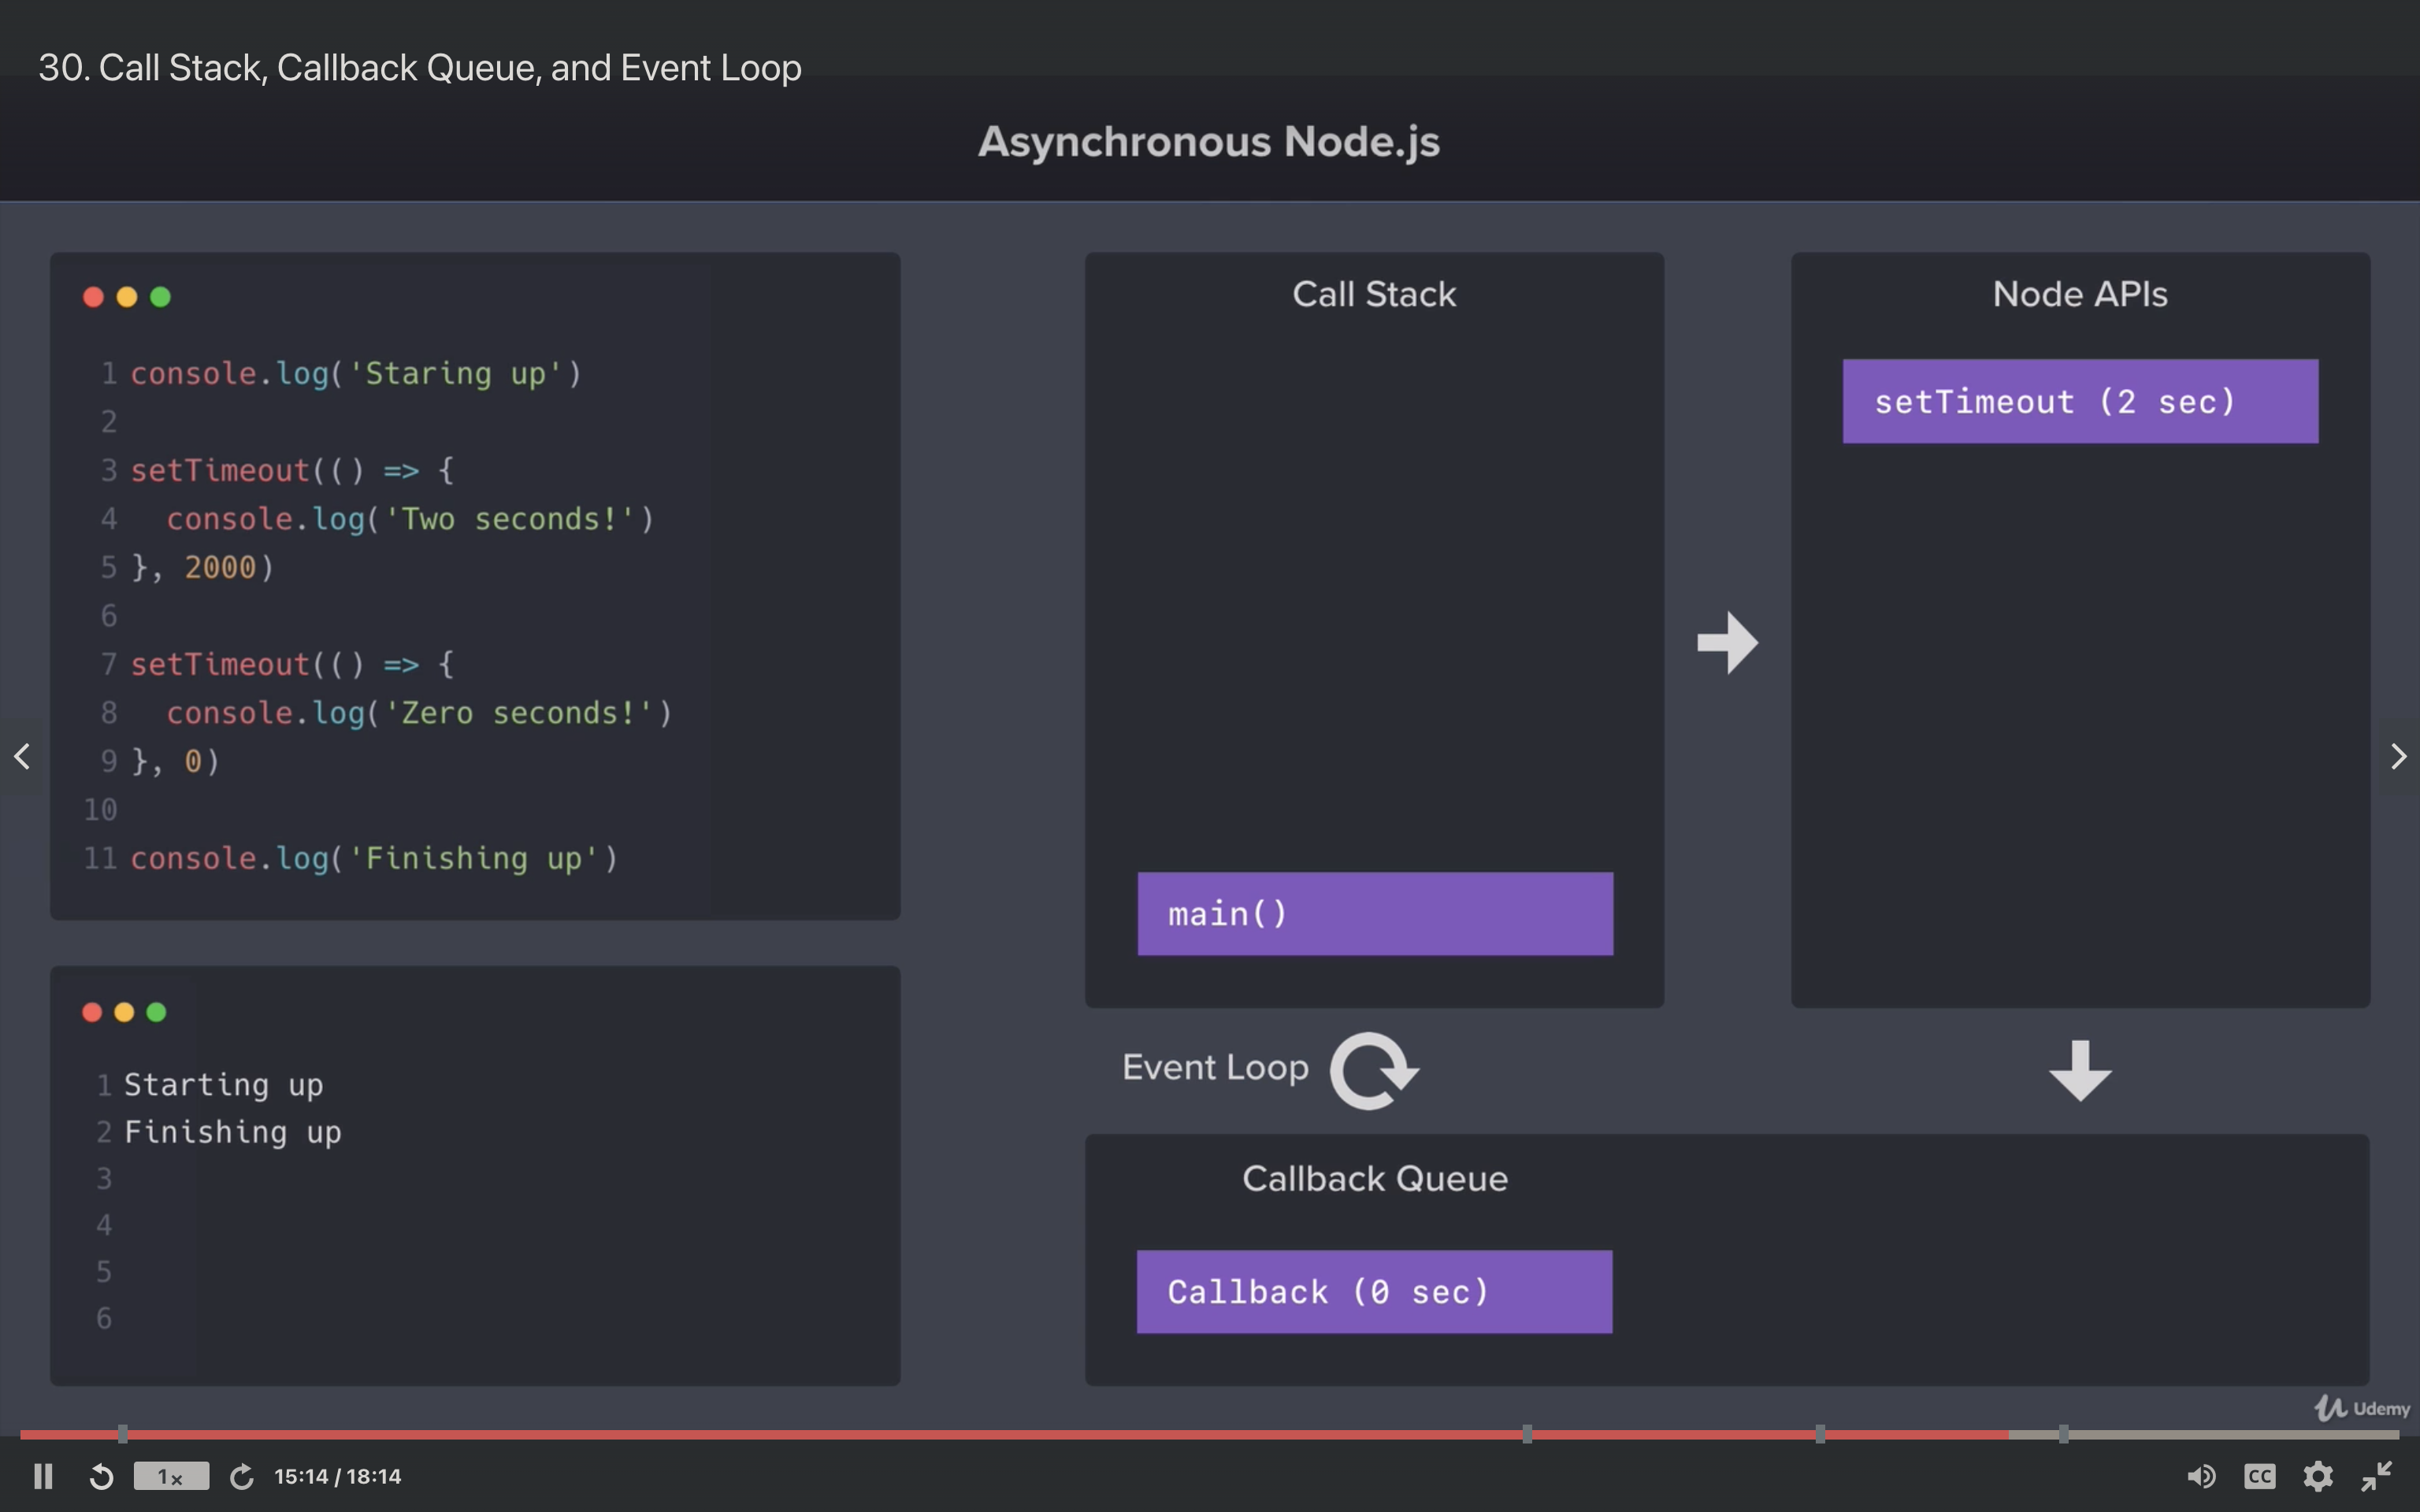 30. Call Stack, Callback Queue, and Event Loop
Asynchronous Node.js
1 console.log('Staring up')
2
3 setTimeout(() => {
4   console.log('Two seconds!')
5 }, 2000)
6
7 setTimeout(() => {
8   console.log('Zero seconds!')
9 }, 0)
10
11 console.log('Finishing up')
1 Starting up
2 Finishing up
3
4
5
6
Call Stack
main()
Node APIs
setTimeout (2 sec)
Event Loop
Callback Queue
Callback (0 sec)
Udemy
1x
15:14 / 18:14
CC